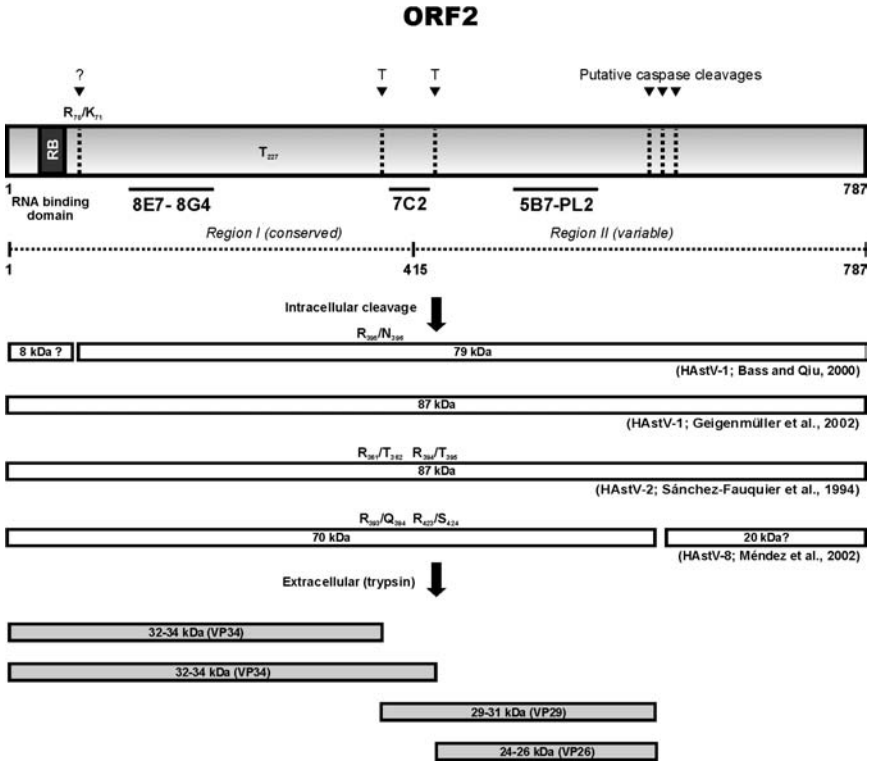 ORF2
? T T Putative caspase cleavages
R₇₀/K₇₁
RB
T₂₂₇
1 787
RNA binding
domain
8E7- 8G4 7C2 5B7-PL2
Region I (conserved) Region II (variable)
1 415 787
Intracellular cleavage
R₃₉₅/N₃₉₆
8 kDa ? 79 kDa
(HAstV-1; Bass and Qiu, 2000)
87 kDa
(HAstV-1; Geigenmüller et al., 2002)
R₃₆₁/T₃₆₂ R₃₉₄/T₃₉₅
87 kDa
(HAstV-2; Sánchez-Fauquier et al., 1994)
R₃₉₃/Q₃₉₄ R₄₂₃/S₄₂₄
70 kDa 20 kDa?
(HAstV-8; Méndez et al., 2002)
Extracellular (trypsin)
32-34 kDa (VP34)
32-34 kDa (VP34)
29-31 kDa (VP29)
24-26 kDa (VP26)